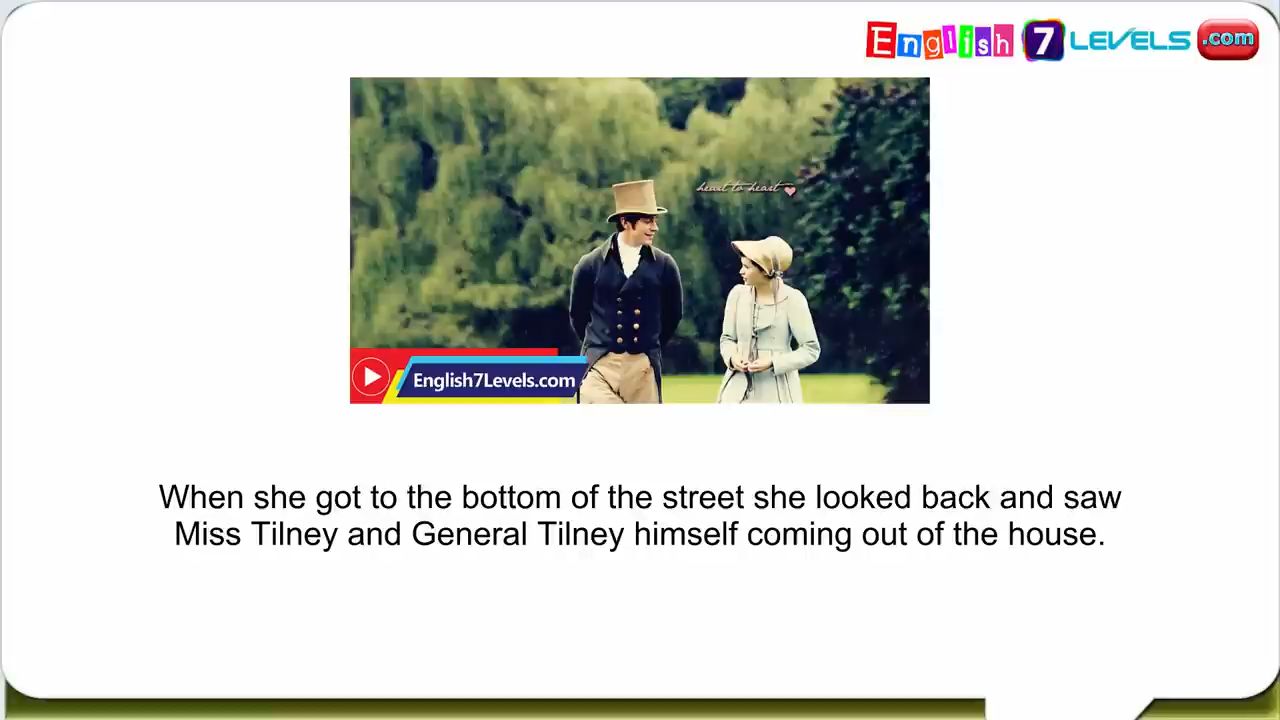 English 7 LEVELS .com
heart to heart
English7Levels.com
When she got to the bottom of the street she looked back and saw
Miss Tilney and General Tilney himself coming out of the house.